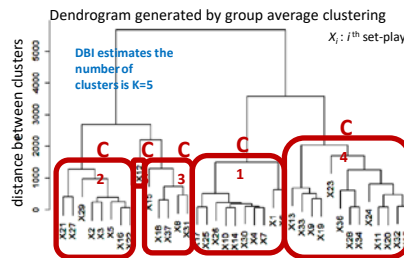 Dendrogram generated by group average clustering
X i : i th set-play
DBI estimates the
number of
clusters is K=5
distance between clusters
5000
4000
3000
2000
1000
0
C C C C C
2 3 1 4
X21
X27
X29
X2
X3
X5
X16
X22
X12
X15
X18
X37
X8
X31
X25
X26
X10
X14
X30
X4
X7
X1
X13
X33
X9
X19
X23
X36
X28
X34
X24
X11
X20
X32